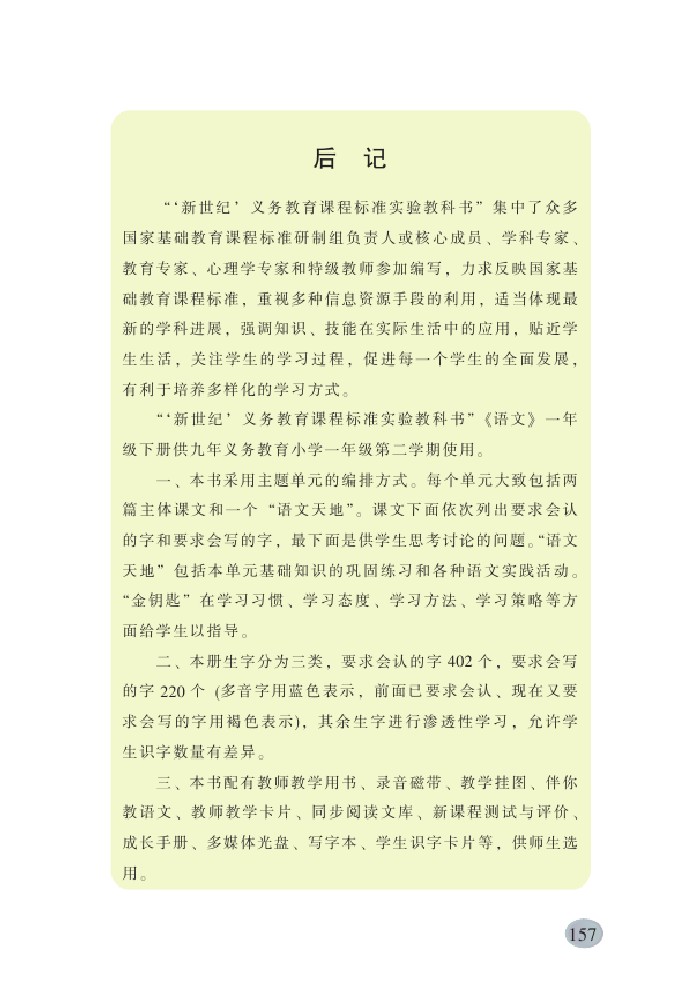 后 记
“‘新世纪’义务教育课程标准实验教科书”集中了众多
国家基础教育课程标准研制组负责人或核心成员、学科专家、
教育专家、心理学专家和特级教师参加编写，力求反映国家基
础教育课程标准，重视多种信息资源手段的利用，适当体现最
新的学科进展，强调知识、技能在实际生活中的应用，贴近学
生生活，关注学生的学习过程，促进每一个学生的全面发展，
有利于培养多样化的学习方式。
“‘新世纪’义务教育课程标准实验教科书”《语文》一年
级下册供九年义务教育小学一年级第二学期使用。
一、本书采用主题单元的编排方式。每个单元大致包括两
篇主体课文和一个“语文天地”。课文下面依次列出要求会认
的字和要求会写的字，最下面是供学生思考讨论的问题。“语文
天地”包括本单元基础知识的巩固练习和各种语文实践活动。
“金钥匙”在学习习惯、学习态度、学习方法、学习策略等方
面给学生以指导。
二、本册生字分为三类，要求会认的字 402 个，要求会写
的字 220 个 (多音字用蓝色表示，前面已要求会认、现在又要
求会写的字用褐色表示)，其余生字进行渗透性学习，允许学
生识字数量有差异。
三、本书配有教师教学用书、录音磁带、教学挂图、伴你
教语文、教师教学卡片、同步阅读文库、新课程测试与评价、
成长手册、多媒体光盘、写字本、学生识字卡片等，供师生选
用。
157